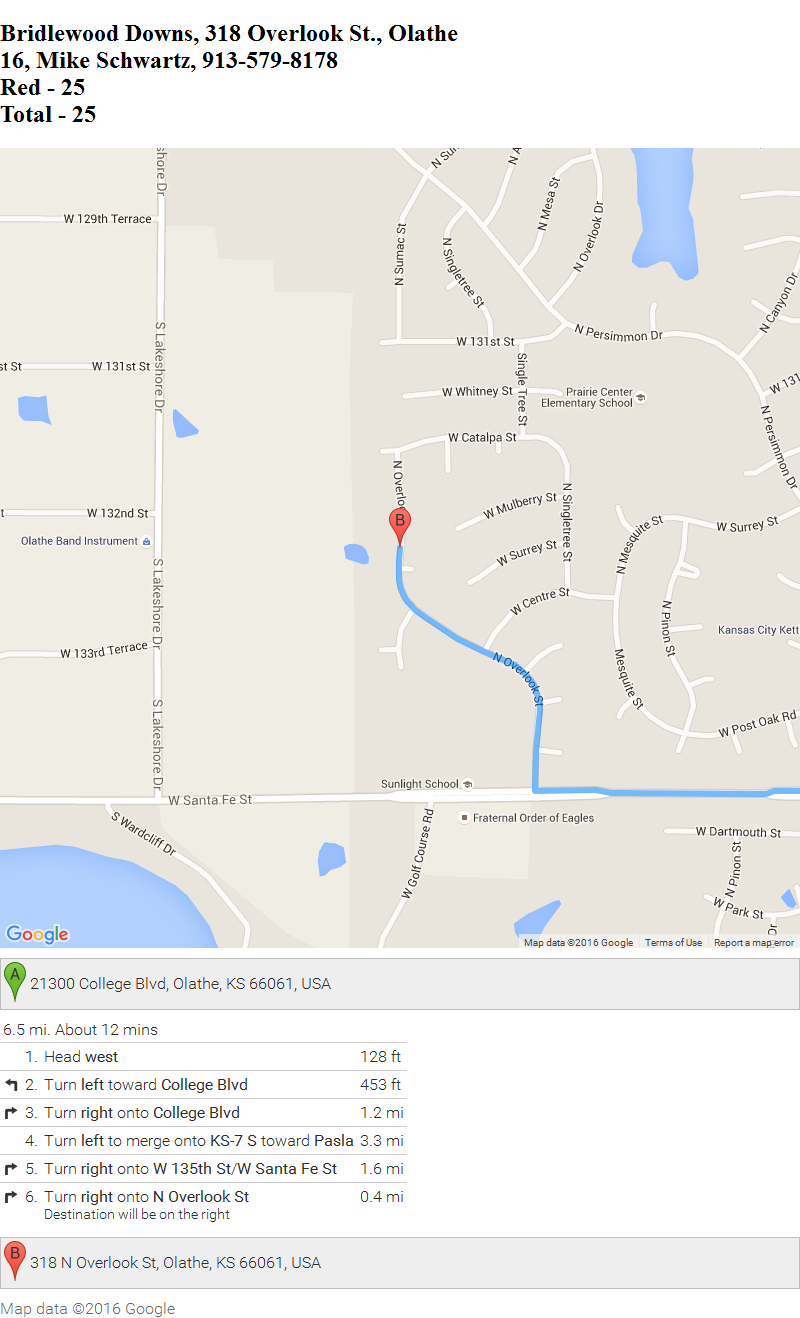 Bridlewood Downs, 318 Overlook St., Olathe
16, Mike Schwartz, 913-579-8178
Red - 25
Total - 25
shore Dr
N Sun
N A
W 129th Terrace
N Mesa St
N Overlook Dr
N Sumac St
N Singletree St
N Canyon Dr
S Lakeshore Dr
N Persimmon Dr
W 131st St
st St
W 131st St
Single Tree St
W 131
W Whitney St
Prairie Center
Elementary School
N Persimmon Dr
W Catalpa St
N Overlo
B
W Mulberry St
N Singletree St
t
W 132nd St
W Surrey St
N Mesquite St
Olathe Band Instrument
W Surrey St
S Lakeshore Dr
W Centre St
N Pinon St
Kansas City Kett
W 133rd Terrace
N Overlook St
Mesquite St
S Lakeshore Dr
W Post Oak Rd
Sunlight School
W Santa Fe St
S Wardcliff Dr
Fraternal Order of Eagles
W Golf Course Rd
W Dartmouth St
N Pinon St
W Park St
Dr
Google
Map data ©2016 Google
Terms of Use
Report a map error
A
21300 College Blvd, Olathe, KS 66061, USA
6.5 mi. About 12 mins
1. Head west 128 ft
2. Turn left toward College Blvd 453 ft
3. Turn right onto College Blvd 1.2 mi
4. Turn left to merge onto KS-7 S toward Pasla 3.3 mi
5. Turn right onto W 135th St/W Santa Fe St 1.6 mi
6. Turn right onto N Overlook St 0.4 mi
Destination will be on the right
B
318 N Overlook St, Olathe, KS 66061, USA
Map data ©2016 Google